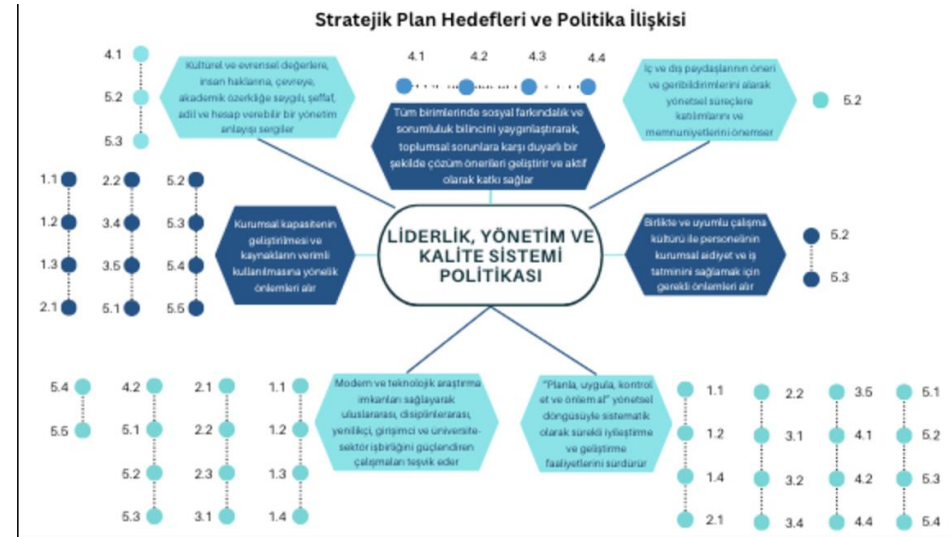 Stratejik Plan Hedefleri ve Politika İlişkisi
4.1
5.2
5.3
Kültürel ve evrensel değerlere,
insan haklarına, çevreye,
akademik özerkliğe saygılı, şeffaf,
adil ve hesap verebilir bir yönetim
anlayışı sergiler
4.1 4.2 4.3 4.4
Tüm birimlerinde sosyal farkındalık ve
sorumluluk bilincini yaygınlaştırarak,
toplumsal sorunlara karşı duyarlı bir
şekilde çözüm önerileri geliştirir ve aktif
olarak katkı sağlar
İç ve dış paydaşlarının öneri
ve geribildirimlerini alarak
yönetsel süreçlere
katılımlarını ve
memnuniyetlerini önemser
5.2
1.1 2.2 5.2
1.2 3.4 5.3
1.3 3.5 5.4
2.1 5.1 5.5
Kurumsal kapasitenin
geliştirilmesi ve
kaynakların verimli
kullanılmasına yönelik
önlemleri alır
LİDERLİK, YÖNETİM VE
KALİTE SİSTEMİ
POLİTİKASI
Birlikte ve uyumlu çalışma
kültürü ile personelinin
kurumsal aidiyet ve iş
tatminini sağlamak için
gerekli önlemleri alır
5.2
5.3
5.4 4.2 2.1 1.1
5.5 5.1 2.2 1.2
5.2 2.3 1.3
5.3 3.1 1.4
Modern ve teknolojik araştırma
imkanları sağlayarak
uluslararası, disiplinlerarası,
yenilikçi, girişimci ve üniversite-
sektör işbirliğini güçlendiren
çalışmaları teşvik eder
"Planla, uygula, kontrol
et ve önlem al" yönetsel
döngüsüyle sistematik
olarak sürekli iyileştirme
ve geliştirme
faaliyetlerini sürdürür
1.1 2.2 3.5 5.1
1.2 3.1 4.1 5.2
1.4 3.2 4.2 5.3
2.1 3.4 4.4 5.4